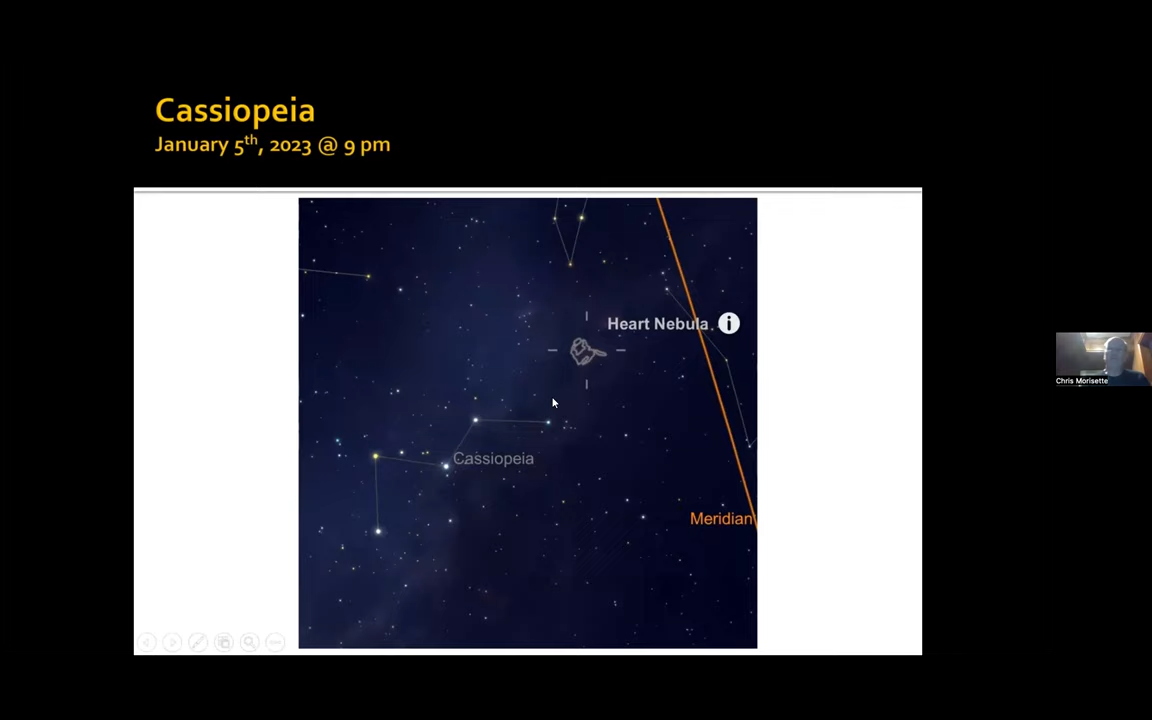 Cassiopeia
January 5th, 2023 @ 9 pm
Heart Nebula
Cassiopeia
Meridian
Chris Morisette